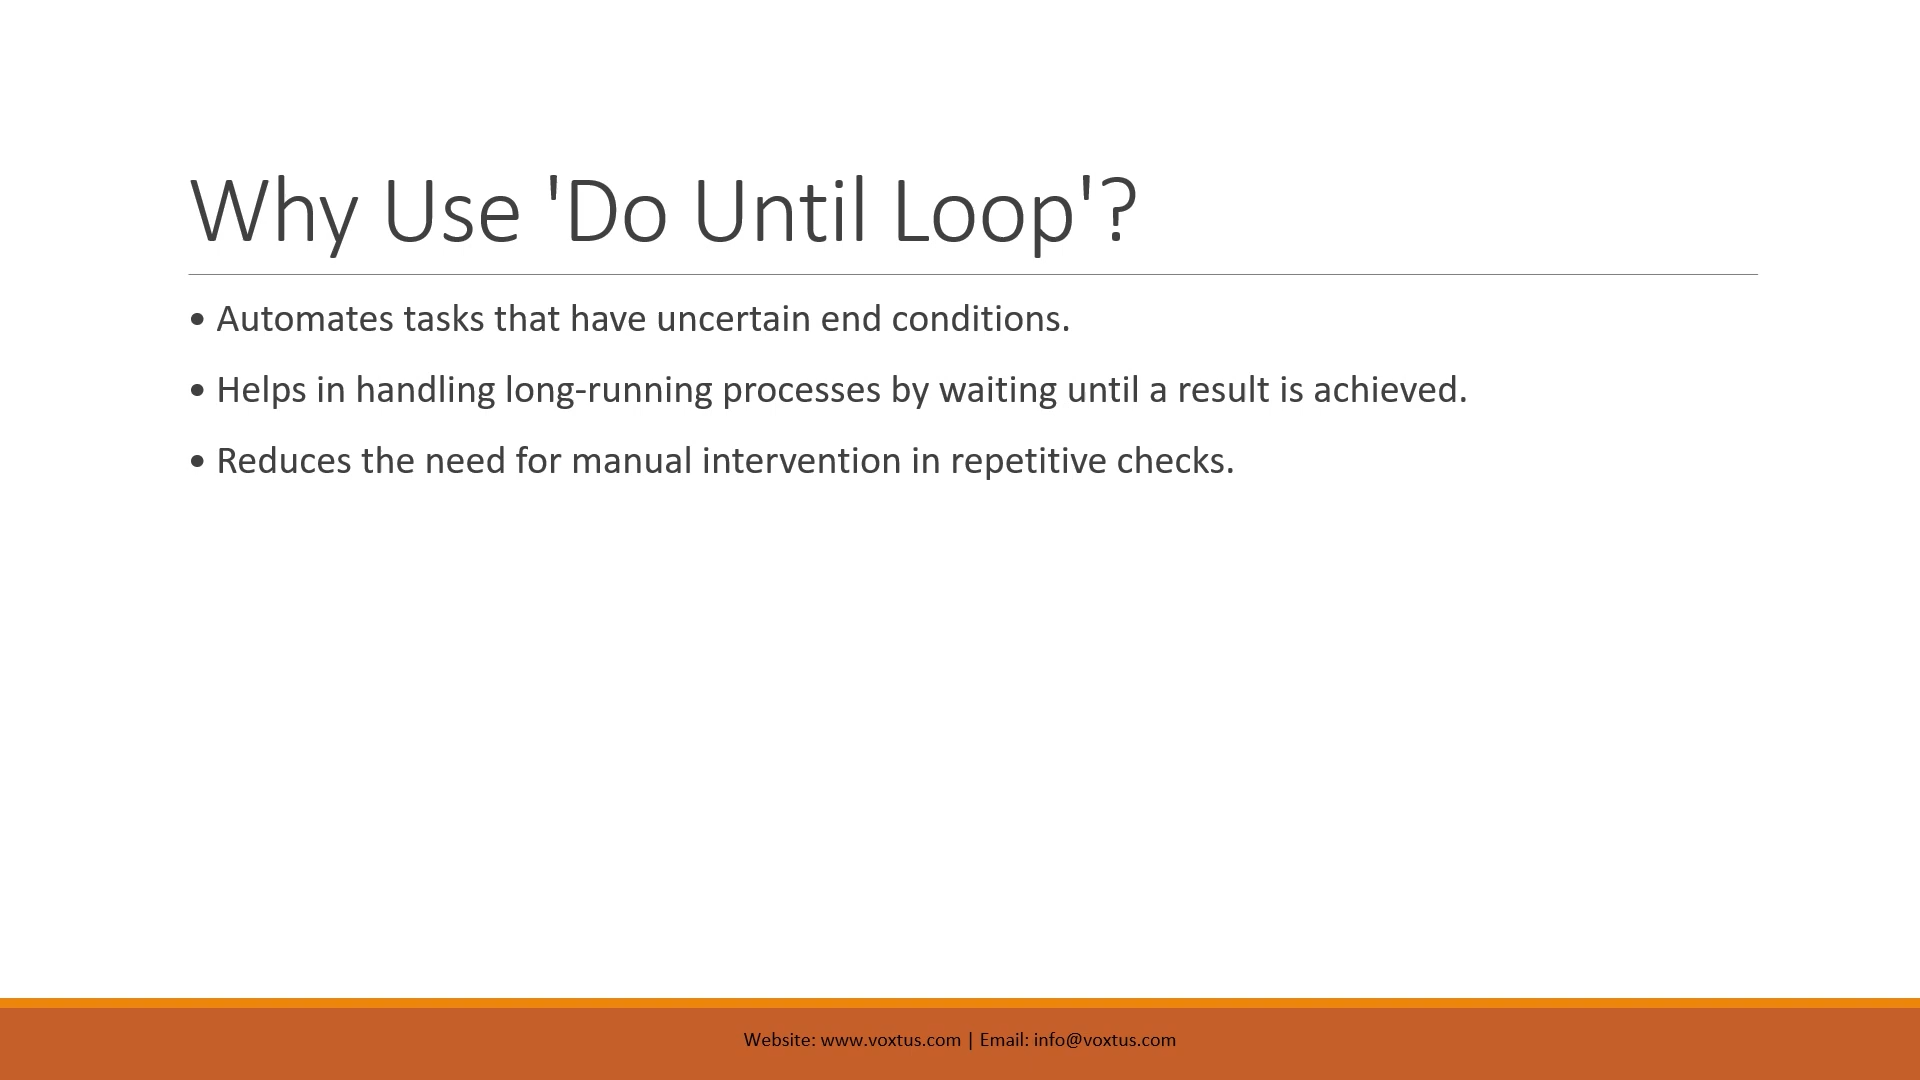 Why Use 'Do Until Loop'?
• Automates tasks that have uncertain end conditions.
• Helps in handling long-running processes by waiting until a result is achieved.
• Reduces the need for manual intervention in repetitive checks.
Website: www.voxtus.com | Email: info@voxtus.com